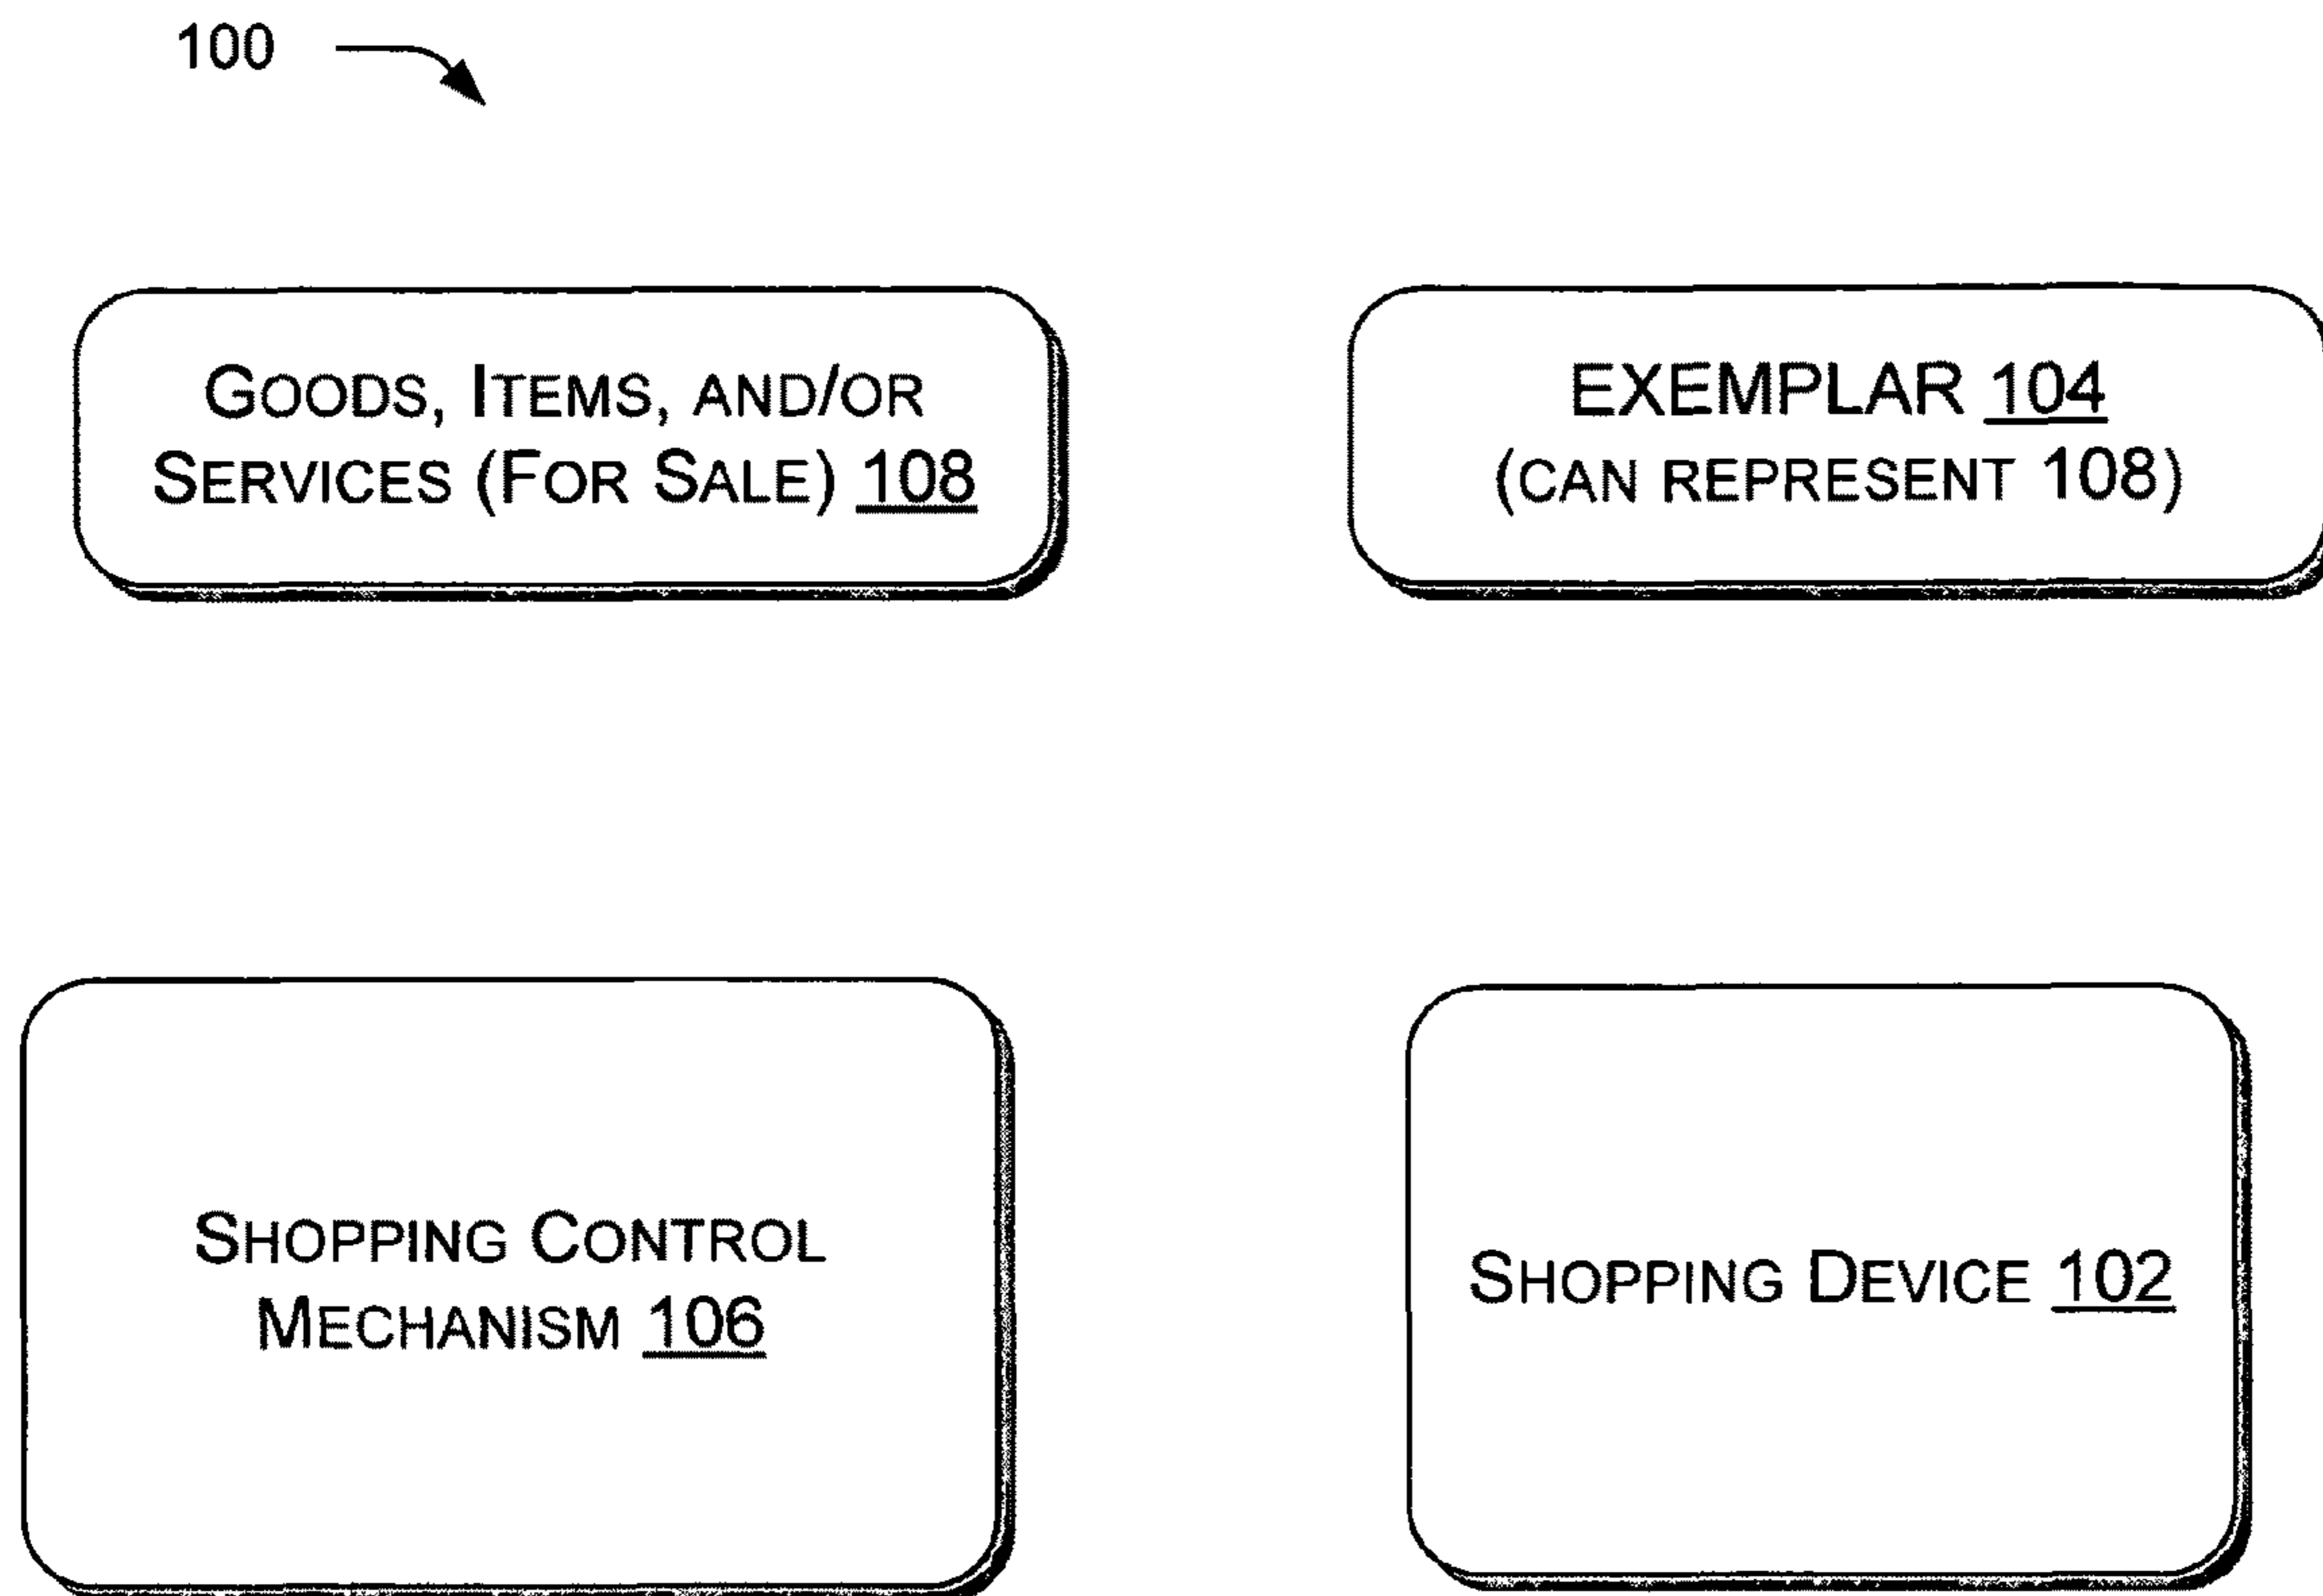 100
GOODS, ITEMS, AND/OR
SERVICES (FOR SALE) 108
EXEMPLAR 104
(CAN REPRESENT 108)
SHOPPING CONTROL
MECHANISM 106
SHOPPING DEVICE 102